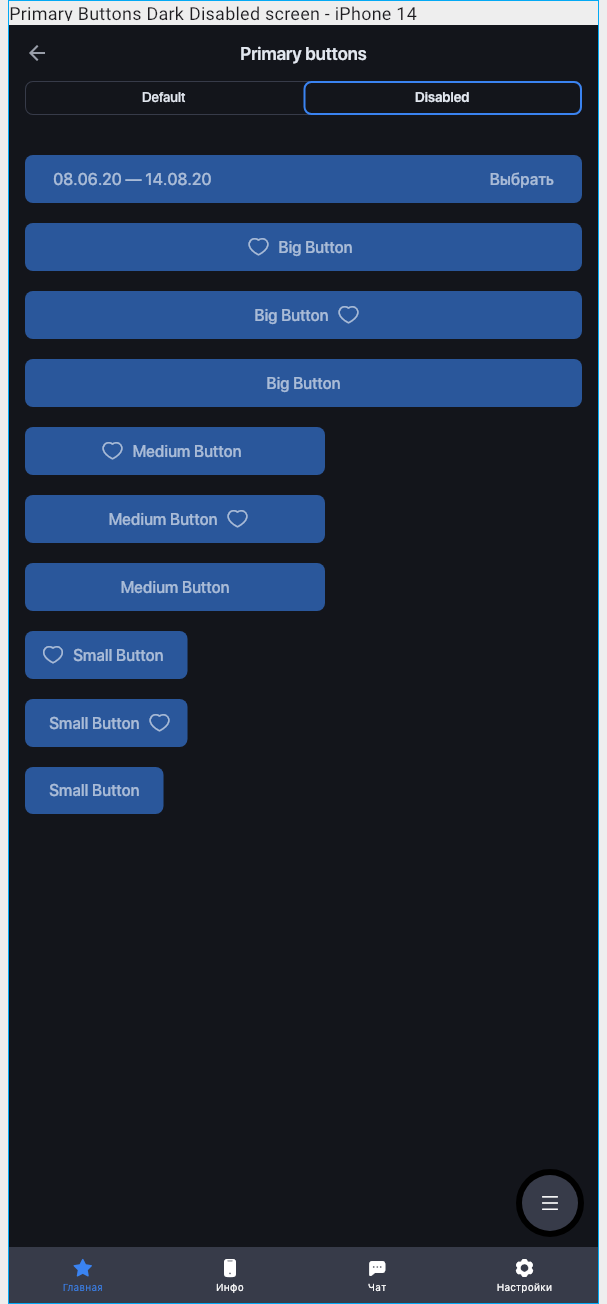 Primary Buttons Dark Disabled screen - iPhone 14
Primary buttons
Default Disabled
08.06.20 — 14.08.20 Выбрать
Big Button
Big Button
Big Button
Medium Button
Medium Button
Medium Button
Small Button
Small Button
Small Button
Главная Инфо Чат Настройки